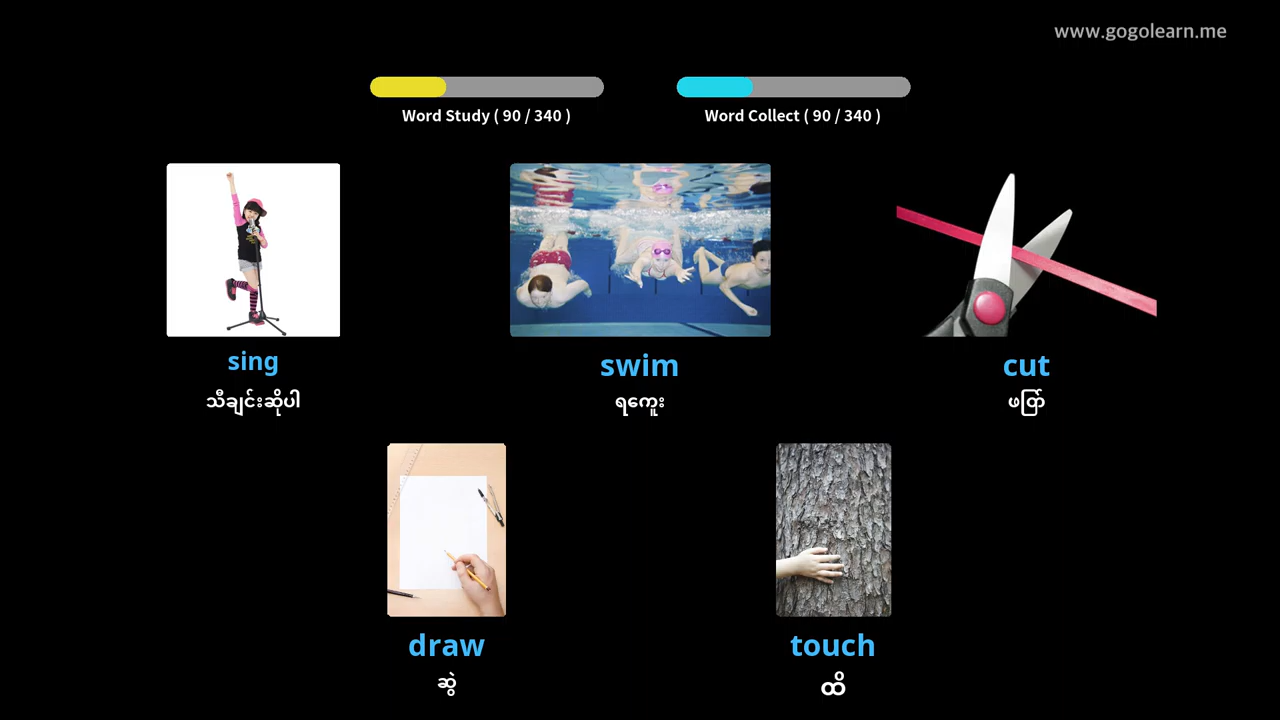 www.gogolearn.me
Word Study ( 90 / 340 )
Word Collect ( 90 / 340 )
sing
swim
cut
သီချင်းဆိုပါ
ရေကူး
ဖြတ်
draw
touch
ဆွဲ
ထိ